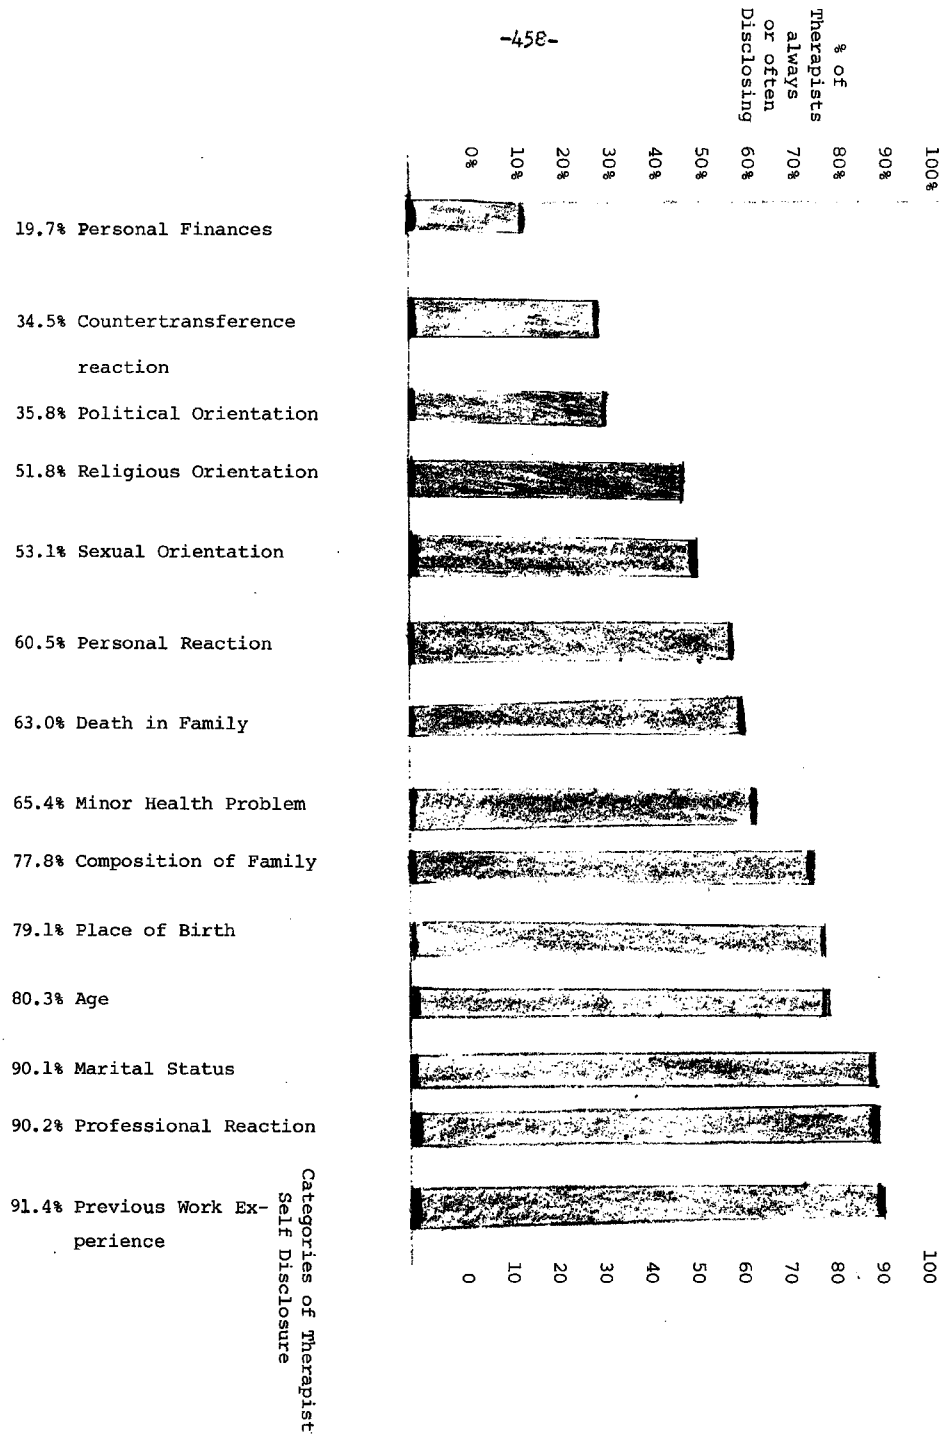 -458-
% of
Therapists
always
or often
Disclosing
0% 10% 20% 30% 40% 50% 60% 70% 80% 90% 100%
19.7% Personal Finances
34.5% Countertransference
reaction
35.8% Political Orientation
51.8% Religious Orientation
53.1% Sexual Orientation
60.5% Personal Reaction
63.0% Death in Family
65.4% Minor Health Problem
77.8% Composition of Family
79.1% Place of Birth
80.3% Age
90.1% Marital Status
90.2% Professional Reaction
91.4% Previous Work Ex-
perience
0 10 20 30 40 50 60 70 80 90 100
Categories of Therapist
Self Disclosure